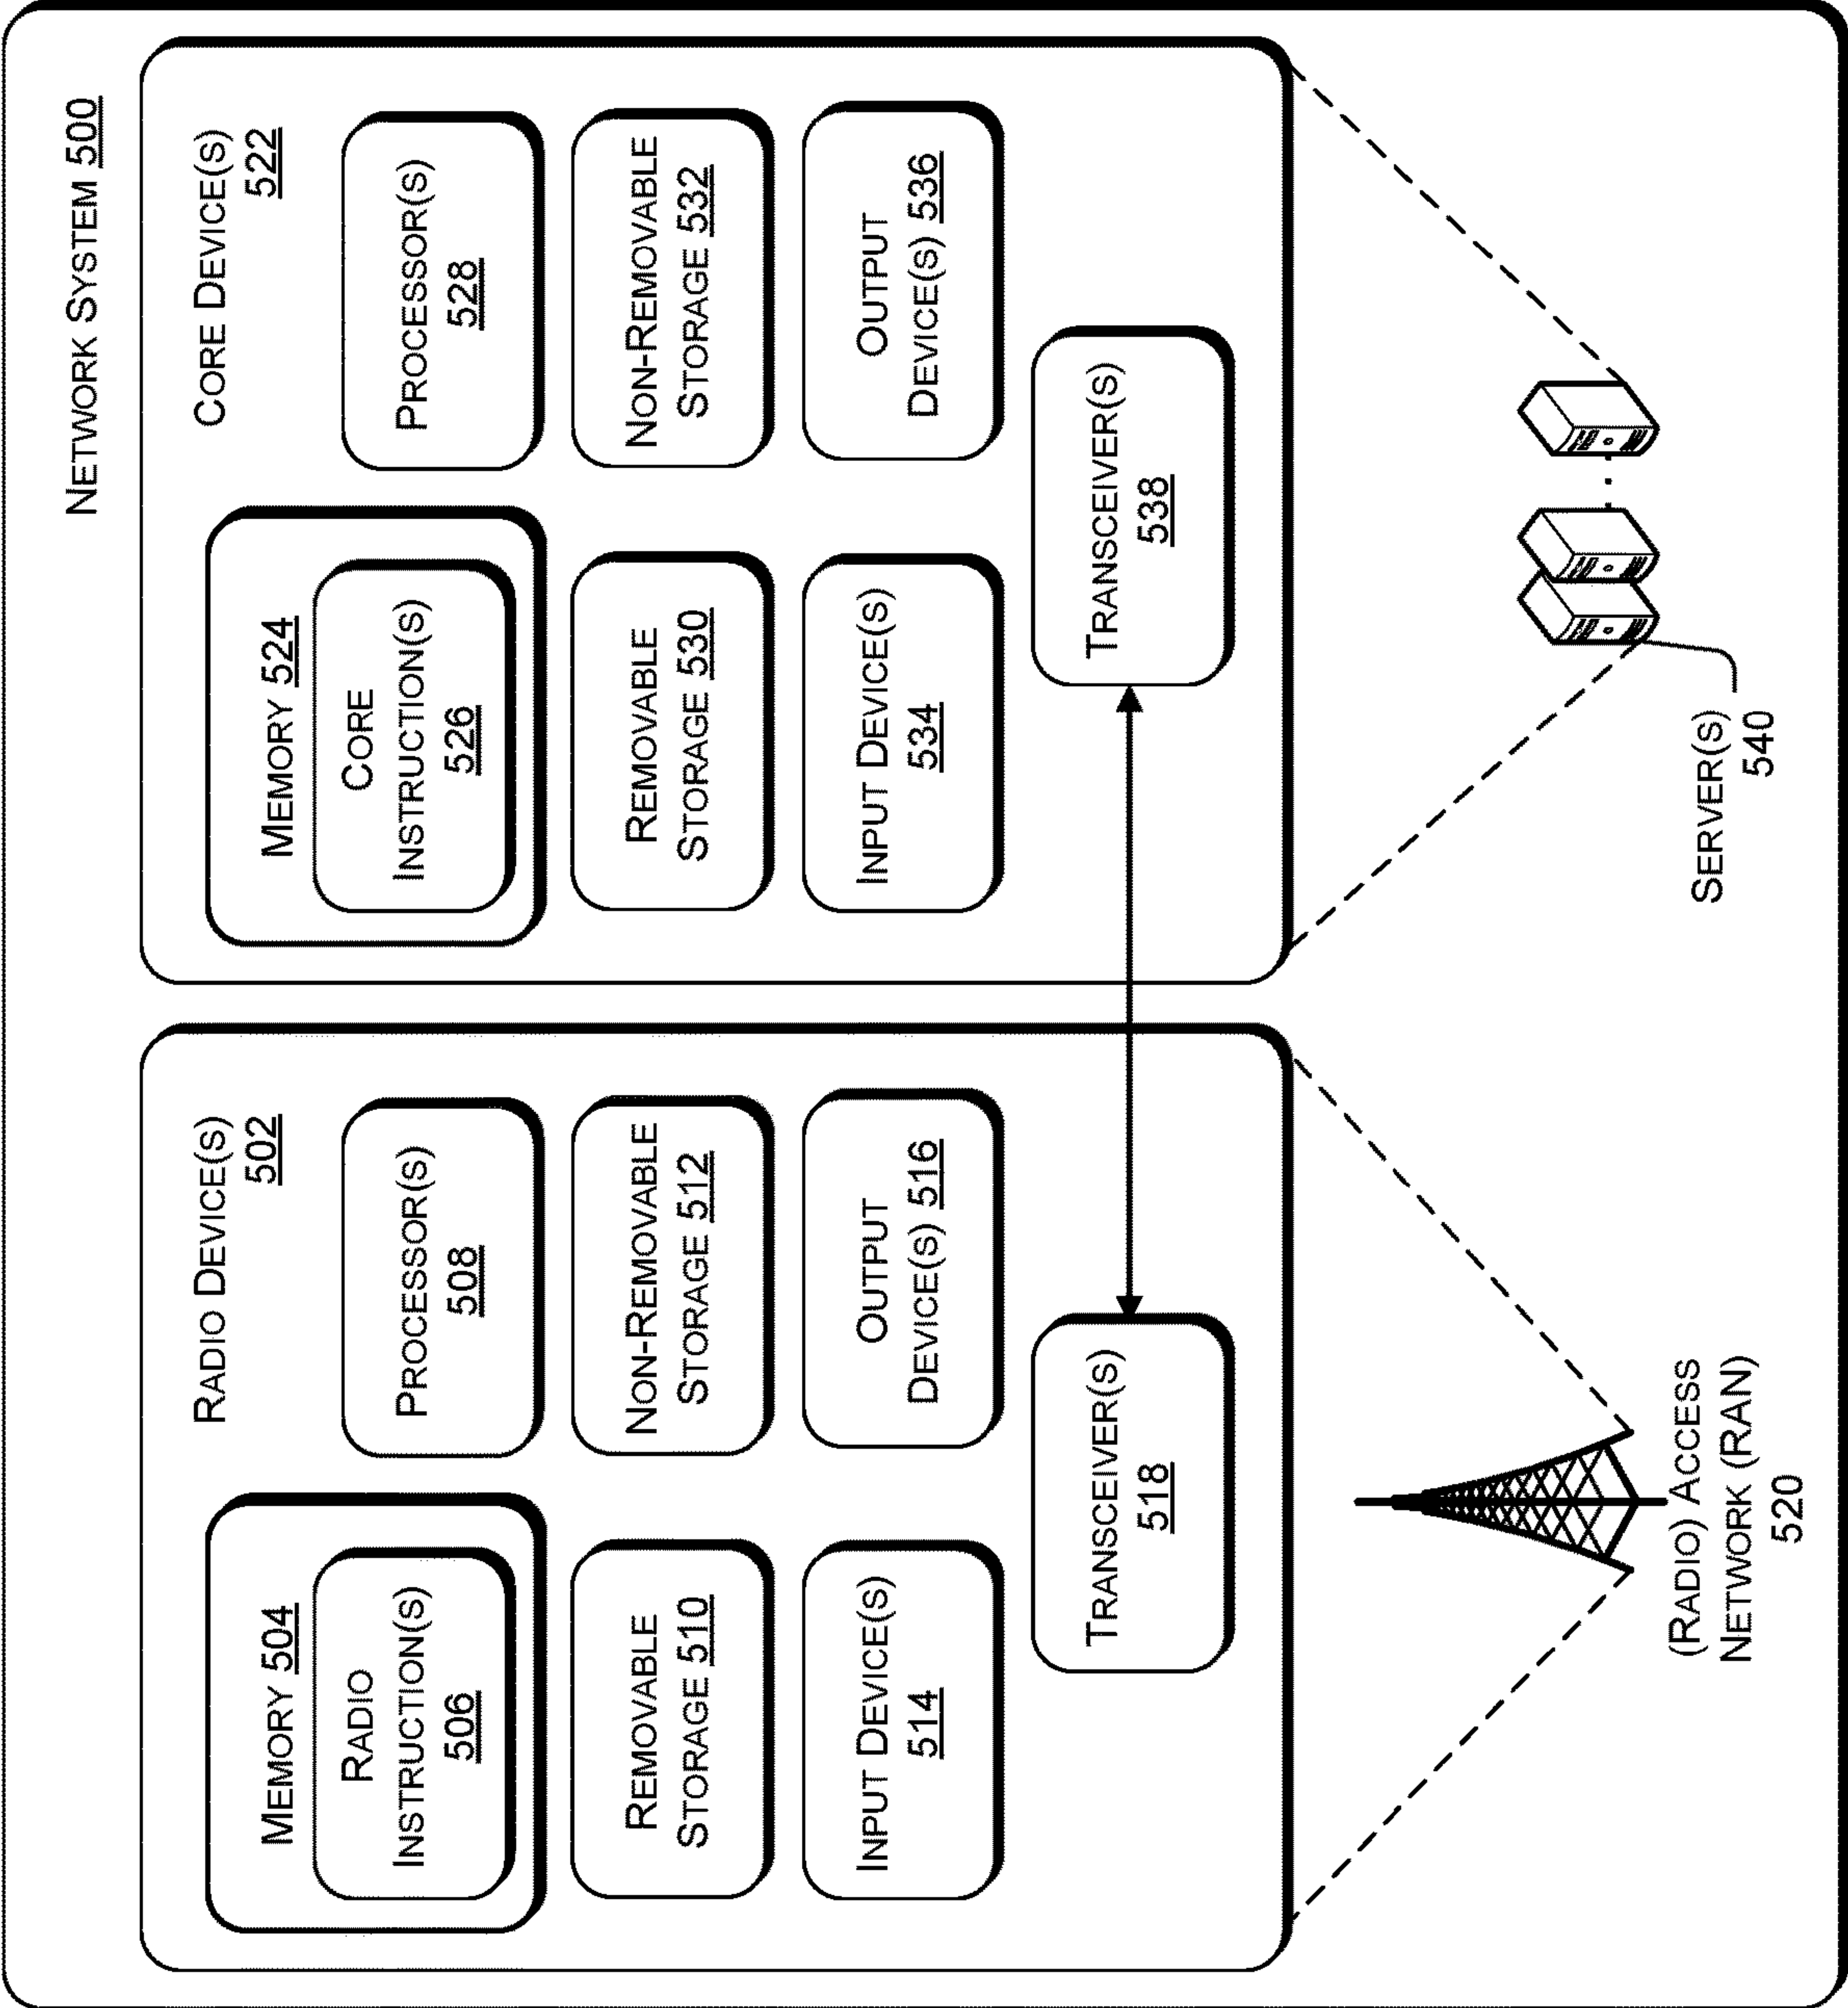 NETWORK SYSTEM 500
RADIO DEVICE(S)
502
MEMORY 504
RADIO
INSTRUCTION(S)
506
PROCESSOR(S)
508
REMOVABLE
STORAGE 510
NON-REMOVABLE
STORAGE 512
INPUT DEVICE(S)
514
OUTPUT
DEVICE(S) 516
TRANSCEIVER(S)
518
(RADIO) ACCESS
NETWORK (RAN)
520
CORE DEVICE(S)
522
MEMORY 524
CORE
INSTRUCTION(S)
526
PROCESSOR(S)
528
REMOVABLE
STORAGE 530
NON-REMOVABLE
STORAGE 532
INPUT DEVICE(S)
534
OUTPUT
DEVICE(S) 536
TRANSCEIVER(S)
538
SERVER(S)
540